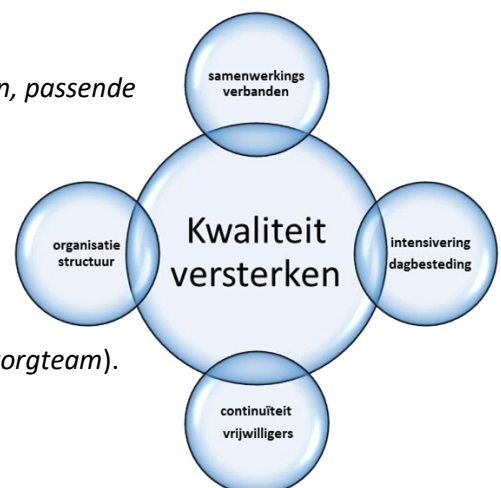 samenwerkings
verbanden
n, passende
Kwaliteit
versterken
organisatie
structuur
intensivering
dagbesteding
orgteam).
continuïteit
vrijwilligers